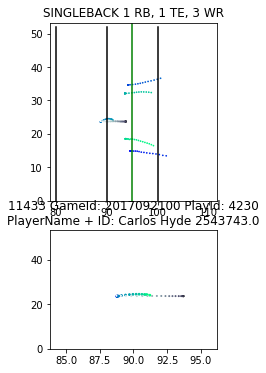 SINGLEBACK 1 RB, 1 TE, 3 WR
50
40
30
20
10
0
80 90 100 110
11433 GameId: 2017092100 PlayId: 4230
PlayerName + ID: Carlos Hyde 2543743.0
40
20
0
85.0 87.5 90.0 92.5 95.0